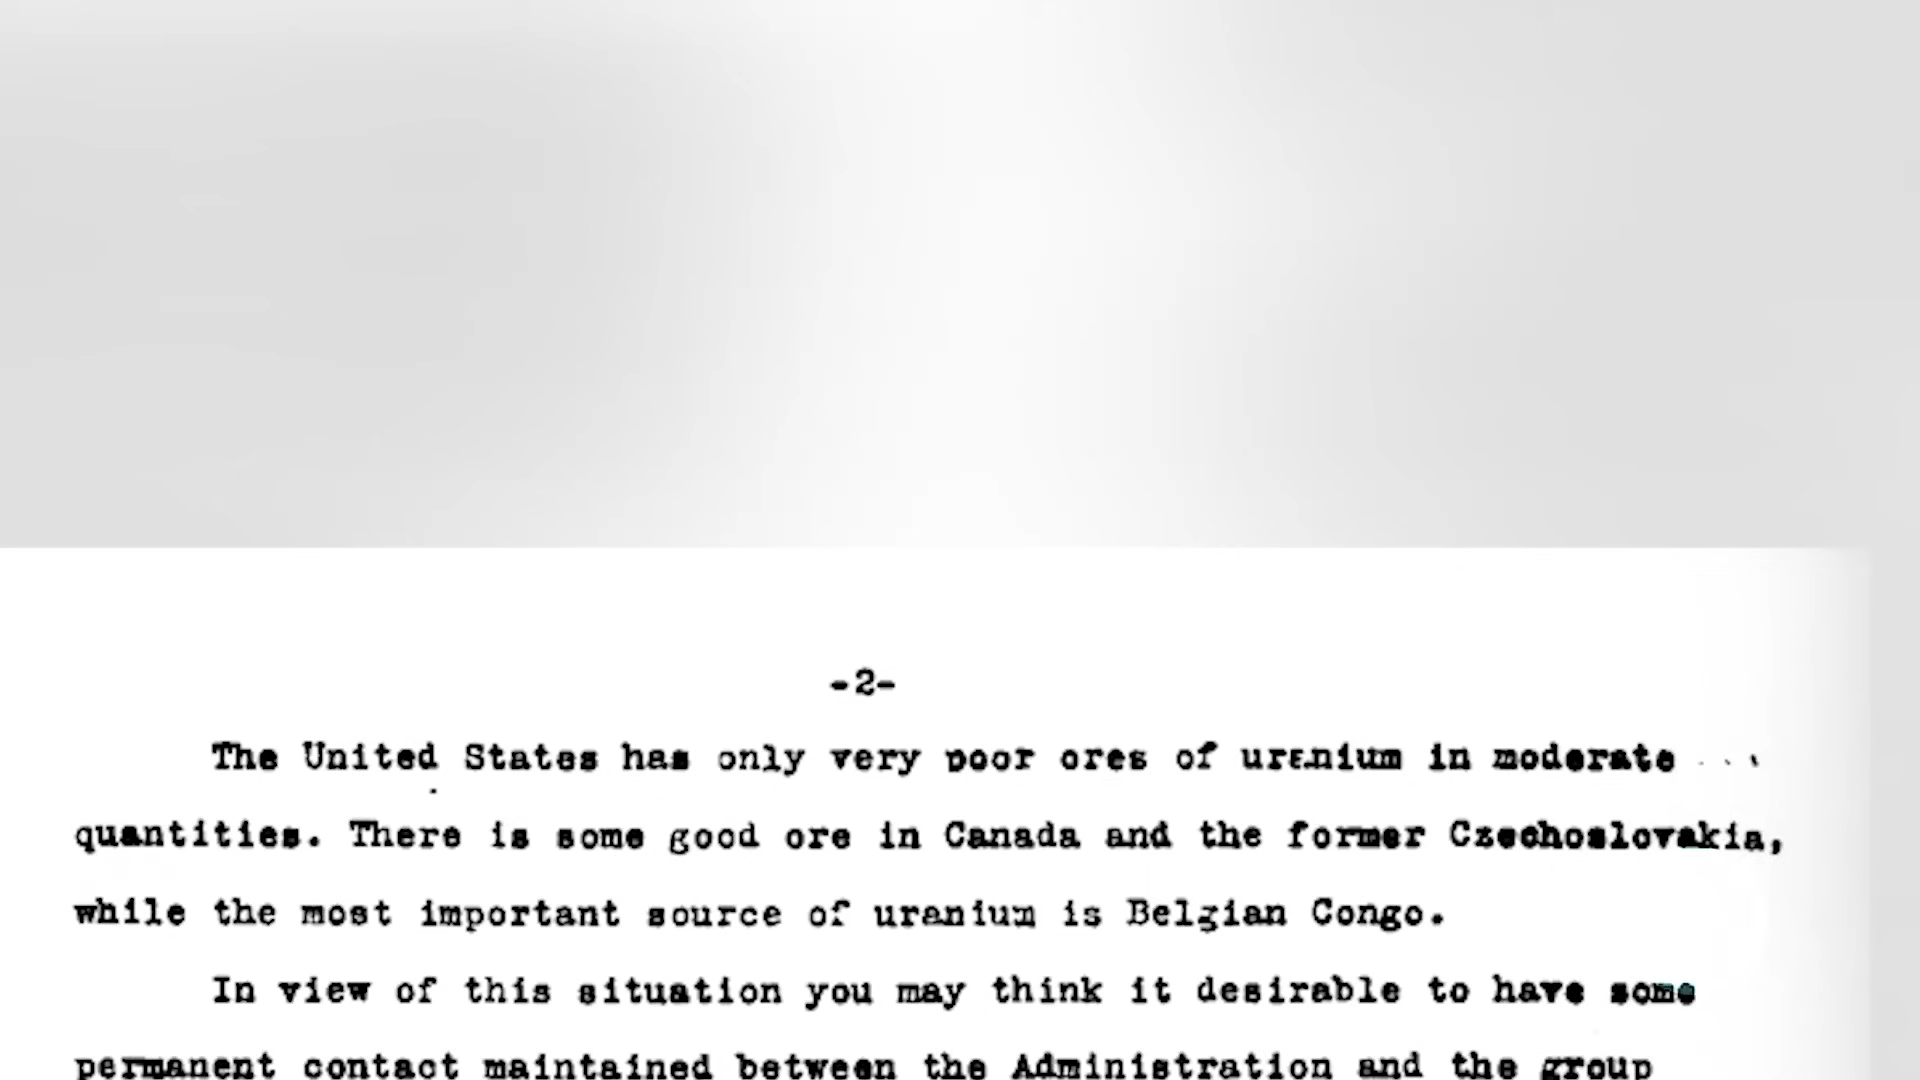 -2-
The United States has only very poor ores of uranium in moderate
quantities. There is some good ore in Canada and the former Czechoslovakia,
while the most important source of uranium is Belgian Congo.
In view of this situation you may think it desirable to have some
permanent contact maintained between the Administration and the group